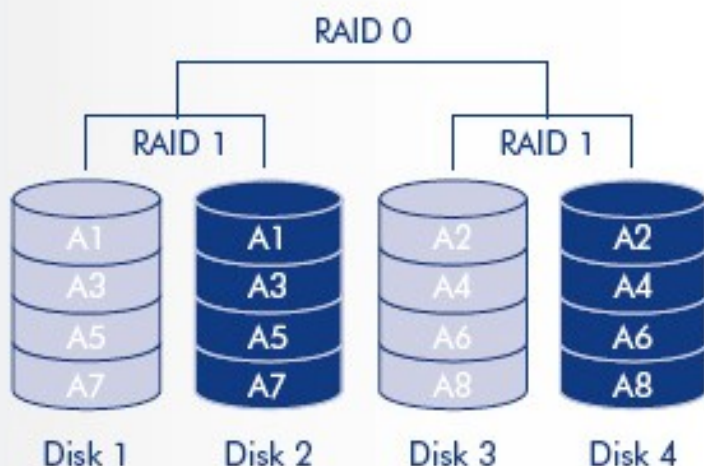 RAID 0
RAID 1 RAID 1
A1 A1 A2 A2
A3 A3 A4 A4
A5 A5 A6 A6
A7 A7 A8 A8
Disk 1 Disk 2 Disk 3 Disk 4